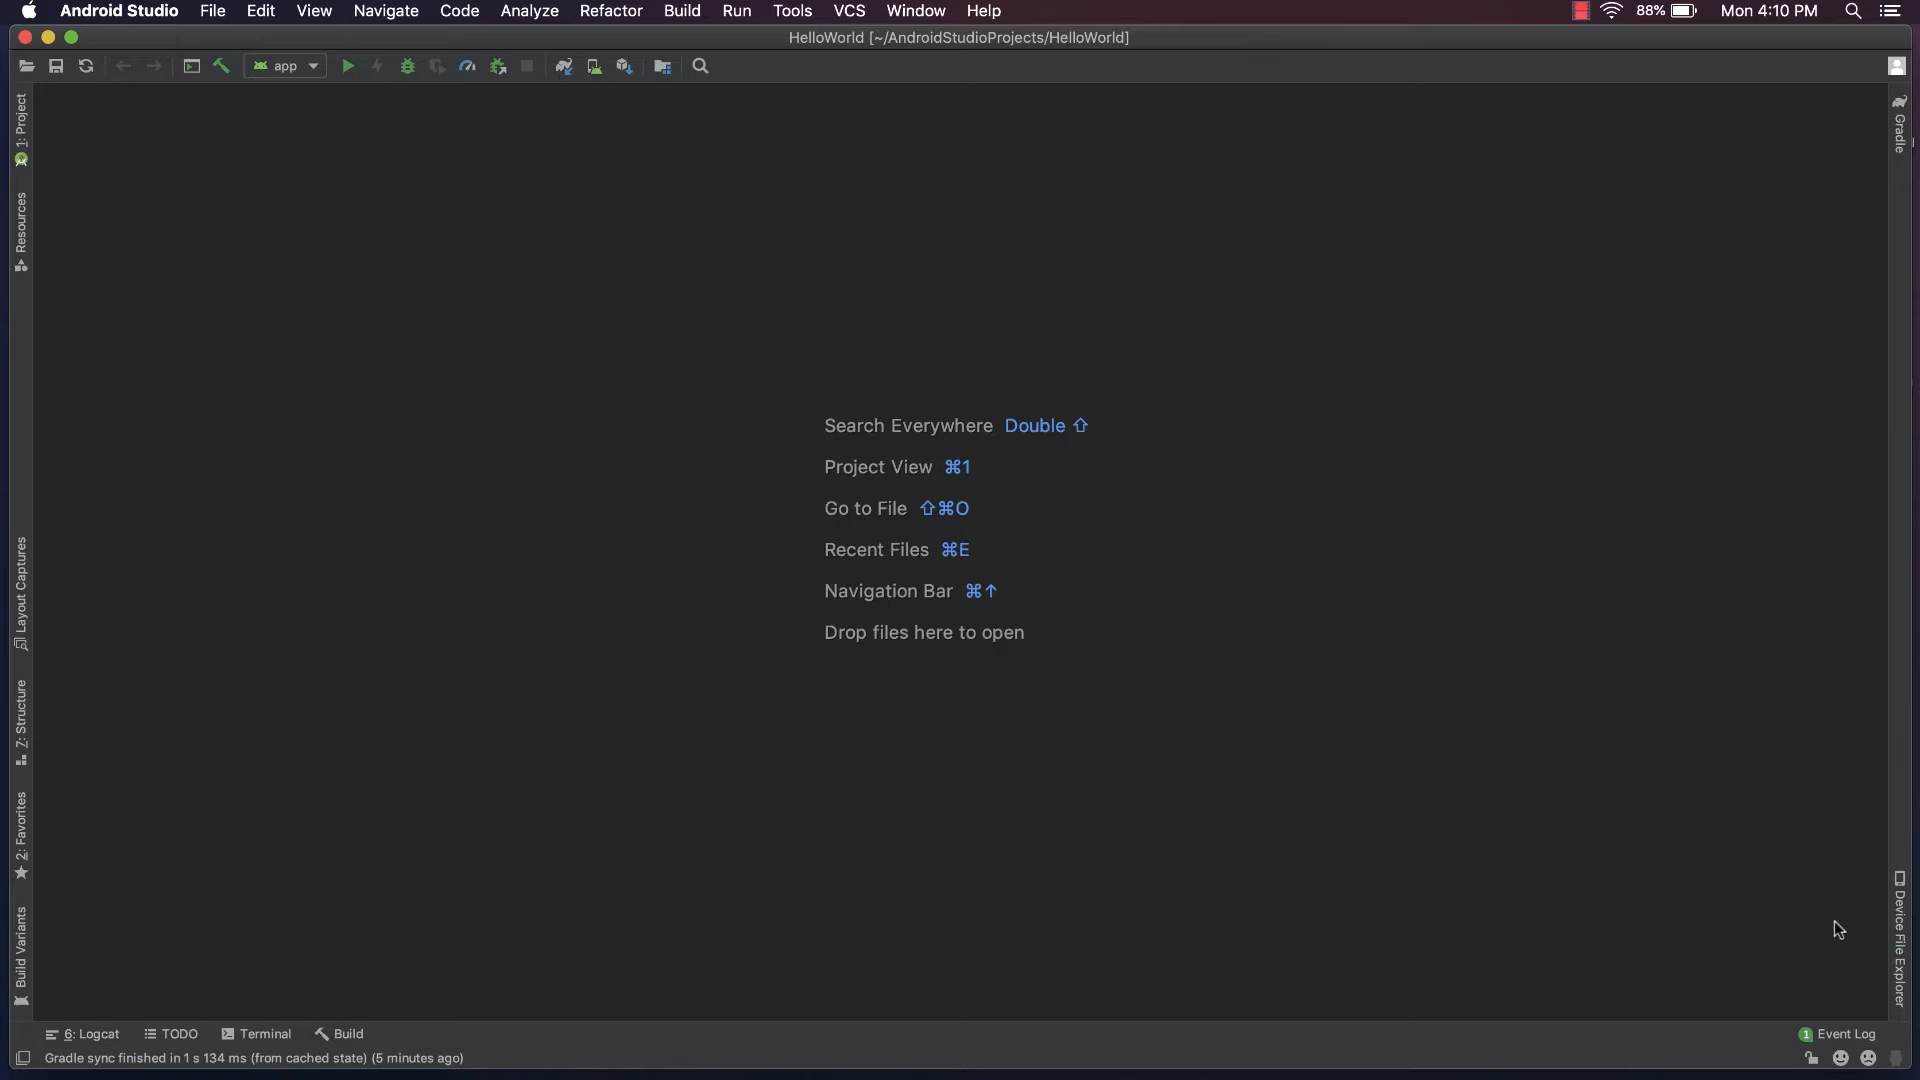 Android Studio File Edit View Navigate Code Analyze Refactor Build Run Tools VCS Window Help 88% Mon 4:10 PM
HelloWorld [~/AndroidStudioProjects/HelloWorld]
app
1: Project
Resources
Layout Captures
7: Structure
2: Favorites
Build Variants
Search Everywhere Double ⇧
Project View ⌘1
Go to File ⇧⌘O
Recent Files ⌘E
Navigation Bar ⌘↑
Drop files here to open
Gradle
Device File Explorer
6: Logcat TODO Terminal Build 1 Event Log
Gradle sync finished in 1 s 134 ms (from cached state) (5 minutes ago)